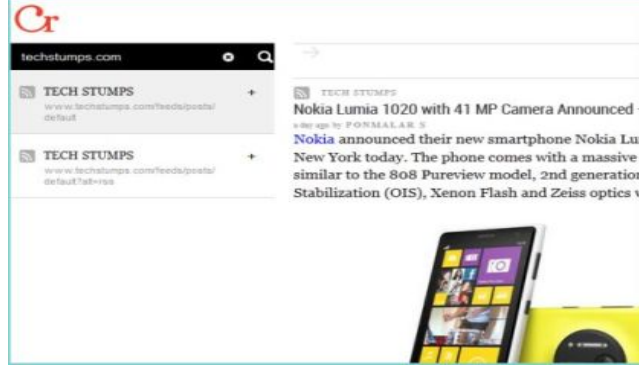 Cr
techstumps.com
TECH STUMPS
www.techstumps.com/feeds/posts/
default
TECH STUMPS
www.techstumps.com/feeds/posts/
default?alt=rss
TECH STUMPS
Nokia Lumia 1020 with 41 MP Camera Announced
a day ago by PONMALAR S
Nokia announced their new smartphone Nokia Lu
New York today. The phone comes with a massive
similar to the 808 Pureview model, 2nd generation
Stabilization (OIS), Xenon Flash and Zeiss optics